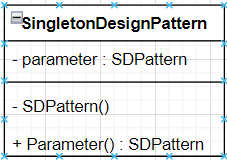 SingletonDesignPattern
- parameter : SDPattern
- SDPattern()
+ Parameter() : SDPattern